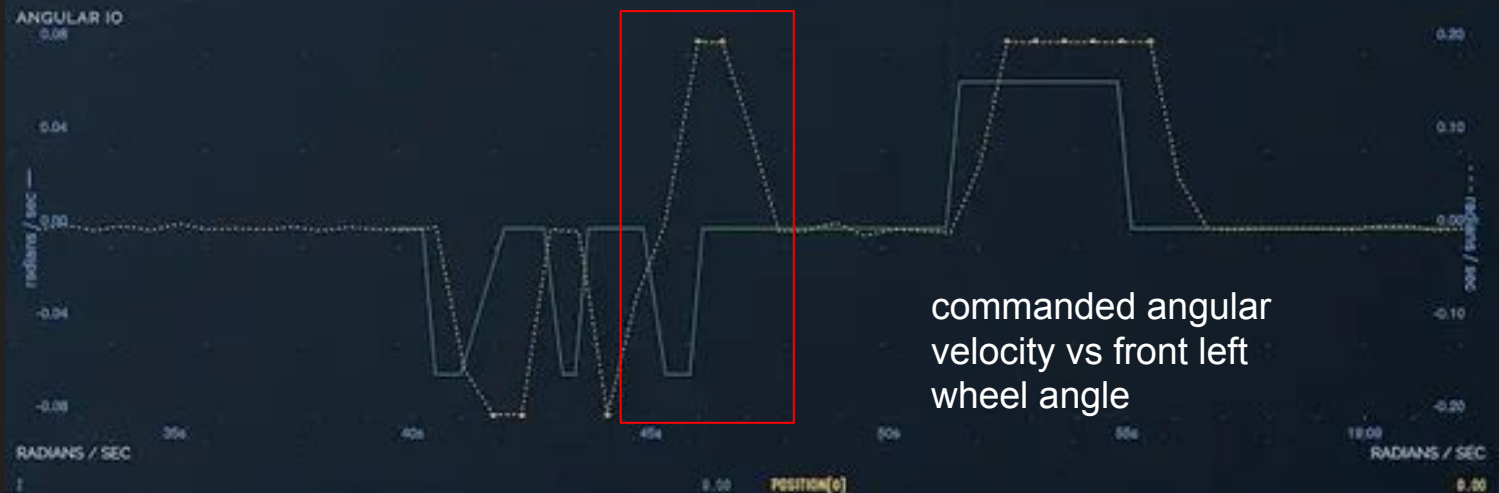 ANGULAR IO
0.08
0.20
0.04
0.10
radians / sec —
0.00
0.00
---- radians / sec
-0.04
-0.10
commanded angular
velocity vs front left
wheel angle
-0.08
-0.20
35s
40s
45s
50s
55s
19:00
RADIANS / SEC
RADIANS / SEC
0.00
POSITION[0]
0.00